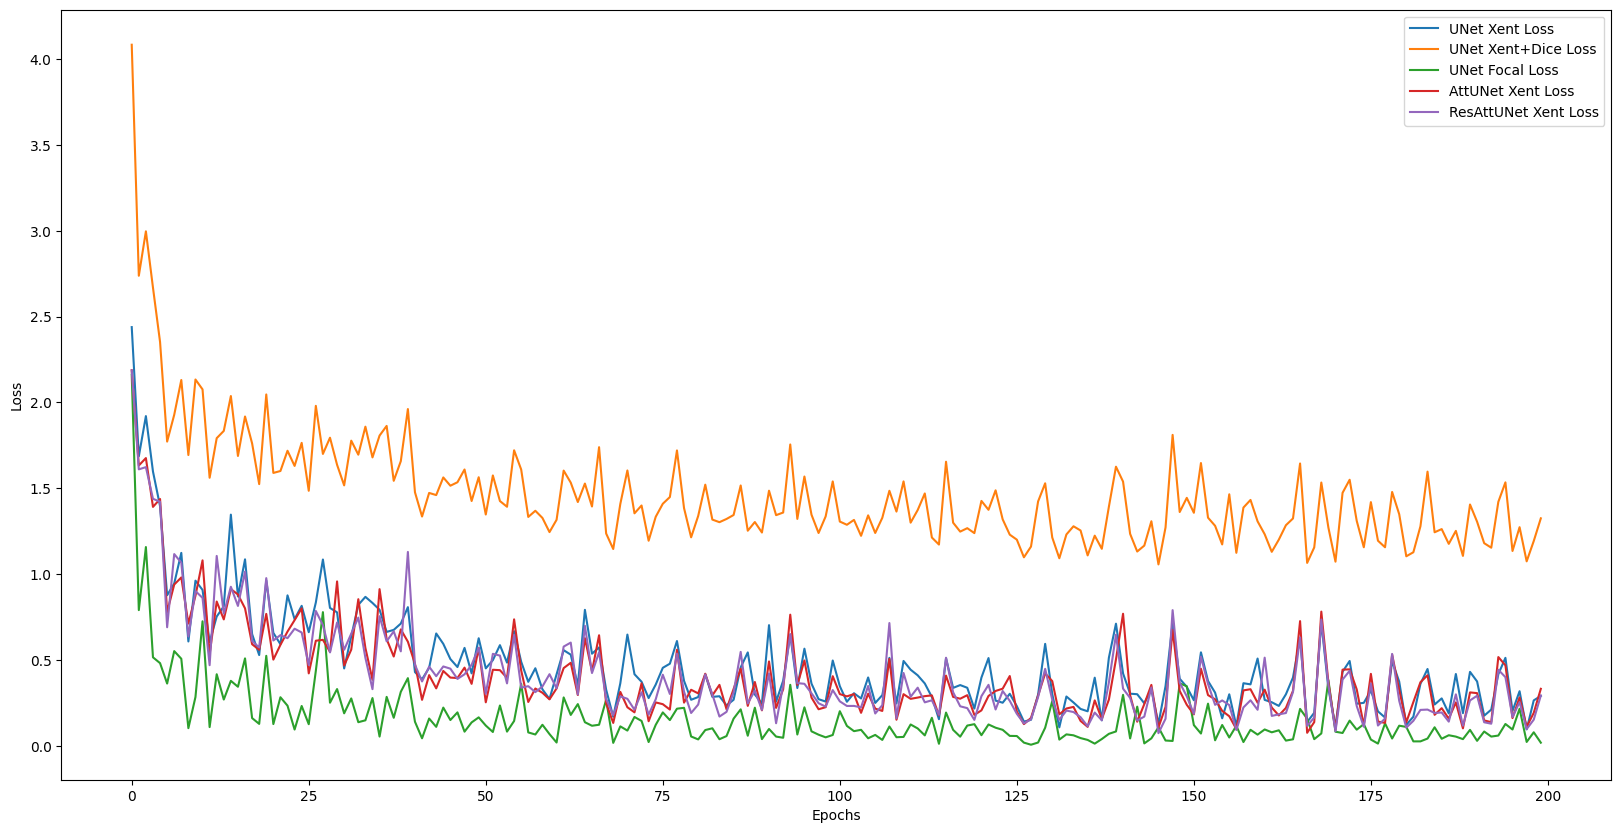 UNet Xent Loss
UNet Xent+Dice Loss
UNet Focal Loss
AttUNet Xent Loss
ResAttUNet Xent Loss
4.0
3.5
3.0
2.5
2.0
1.5
1.0
0.5
0.0
Loss
0 25 50 75 100 125 150 175 200
Epochs